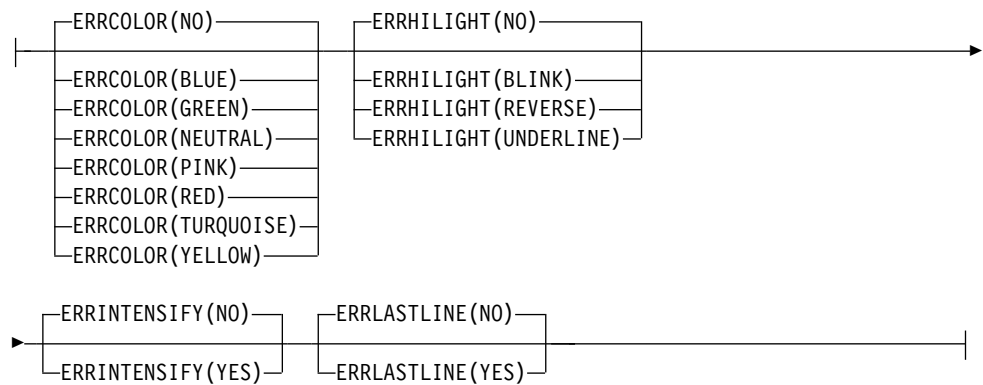 ERRCOLOR(NO)
ERRCOLOR(BLUE)
ERRCOLOR(GREEN)
ERRCOLOR(NEUTRAL)
ERRCOLOR(PINK)
ERRCOLOR(RED)
ERRCOLOR(TURQUOISE)
ERRCOLOR(YELLOW)
ERRHILIGHT(NO)
ERRHILIGHT(BLINK)
ERRHILIGHT(REVERSE)
ERRHILIGHT(UNDERLINE)
ERRINTENSIFY(NO)
ERRINTENSIFY(YES)
ERRLASTLINE(NO)
ERRLASTLINE(YES)